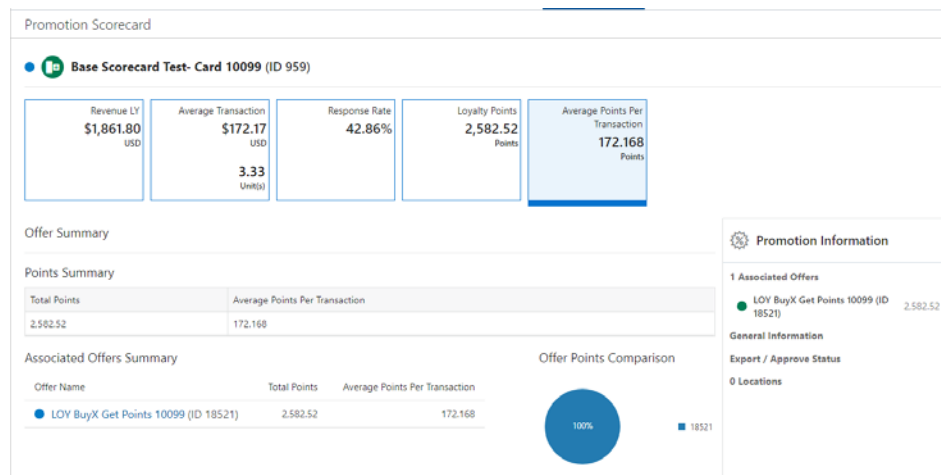 Promotion Scorecard
Base Scorecard Test- Card 10099 (ID 959)
Revenue LY
$1,861.80
USD
Average Transaction
$172.17
USD
3.33
Unit(s)
Response Rate
42.86%
Loyalty Points
2,582.52
Points
Average Points Per
Transaction
172.168
Points
Offer Summary
Points Summary
Total Points Average Points Per Transaction
2,582.52 172.168
Associated Offers Summary
Offer Name Total Points Average Points Per Transaction
LOY BuyX Get Points 10099 (ID 18521) 2,582.52 172.168
Offer Points Comparison
100%
18521
Promotion Information
1 Associated Offers
LOY BuyX Get Points 10099 (ID 2,582.52
18521)
General Information
Export / Approve Status
0 Locations